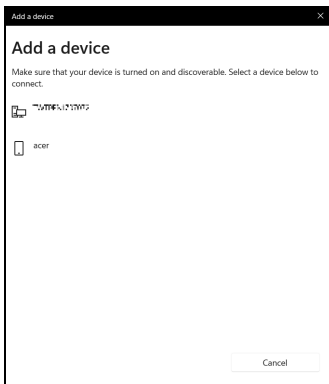 Add a device
Add a device
Make sure that your device is turned on and discoverable. Select a device below to
connect.
acer
Cancel